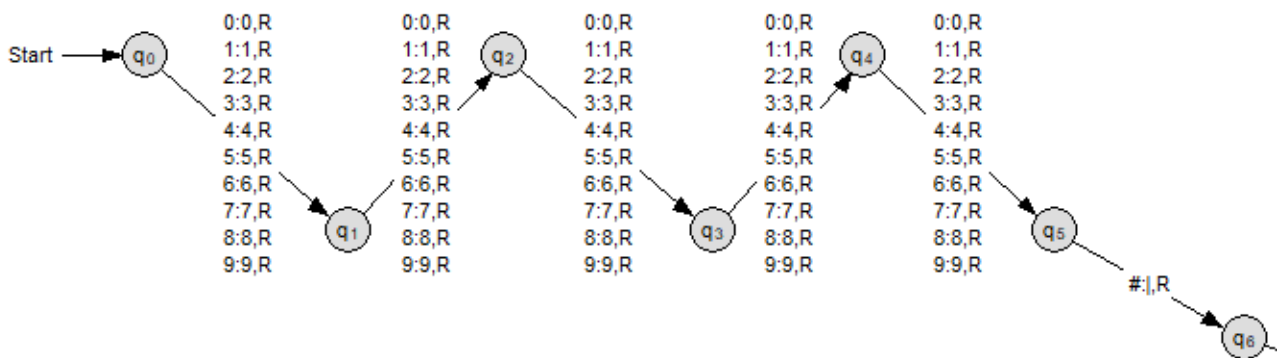 0:0,R 0:0,R 0:0,R 0:0,R 0:0,R
Start q₀ 1:1,R 1:1,R q₂ 1:1,R 1:1,R q₄ 1:1,R
2:2,R 2:2,R 2:2,R 2:2,R 2:2,R
3:3,R 3:3,R 3:3,R 3:3,R 3:3,R
4:4,R 4:4,R 4:4,R 4:4,R 4:4,R
5:5,R 5:5,R 5:5,R 5:5,R 5:5,R
6:6,R 6:6,R 6:6,R 6:6,R 6:6,R
7:7,R 7:7,R 7:7,R 7:7,R 7:7,R
8:8,R q₁ 8:8,R 8:8,R q₃ 8:8,R 8:8,R q₅
9:9,R 9:9,R 9:9,R 9:9,R 9:9,R
#:|,R
q₆